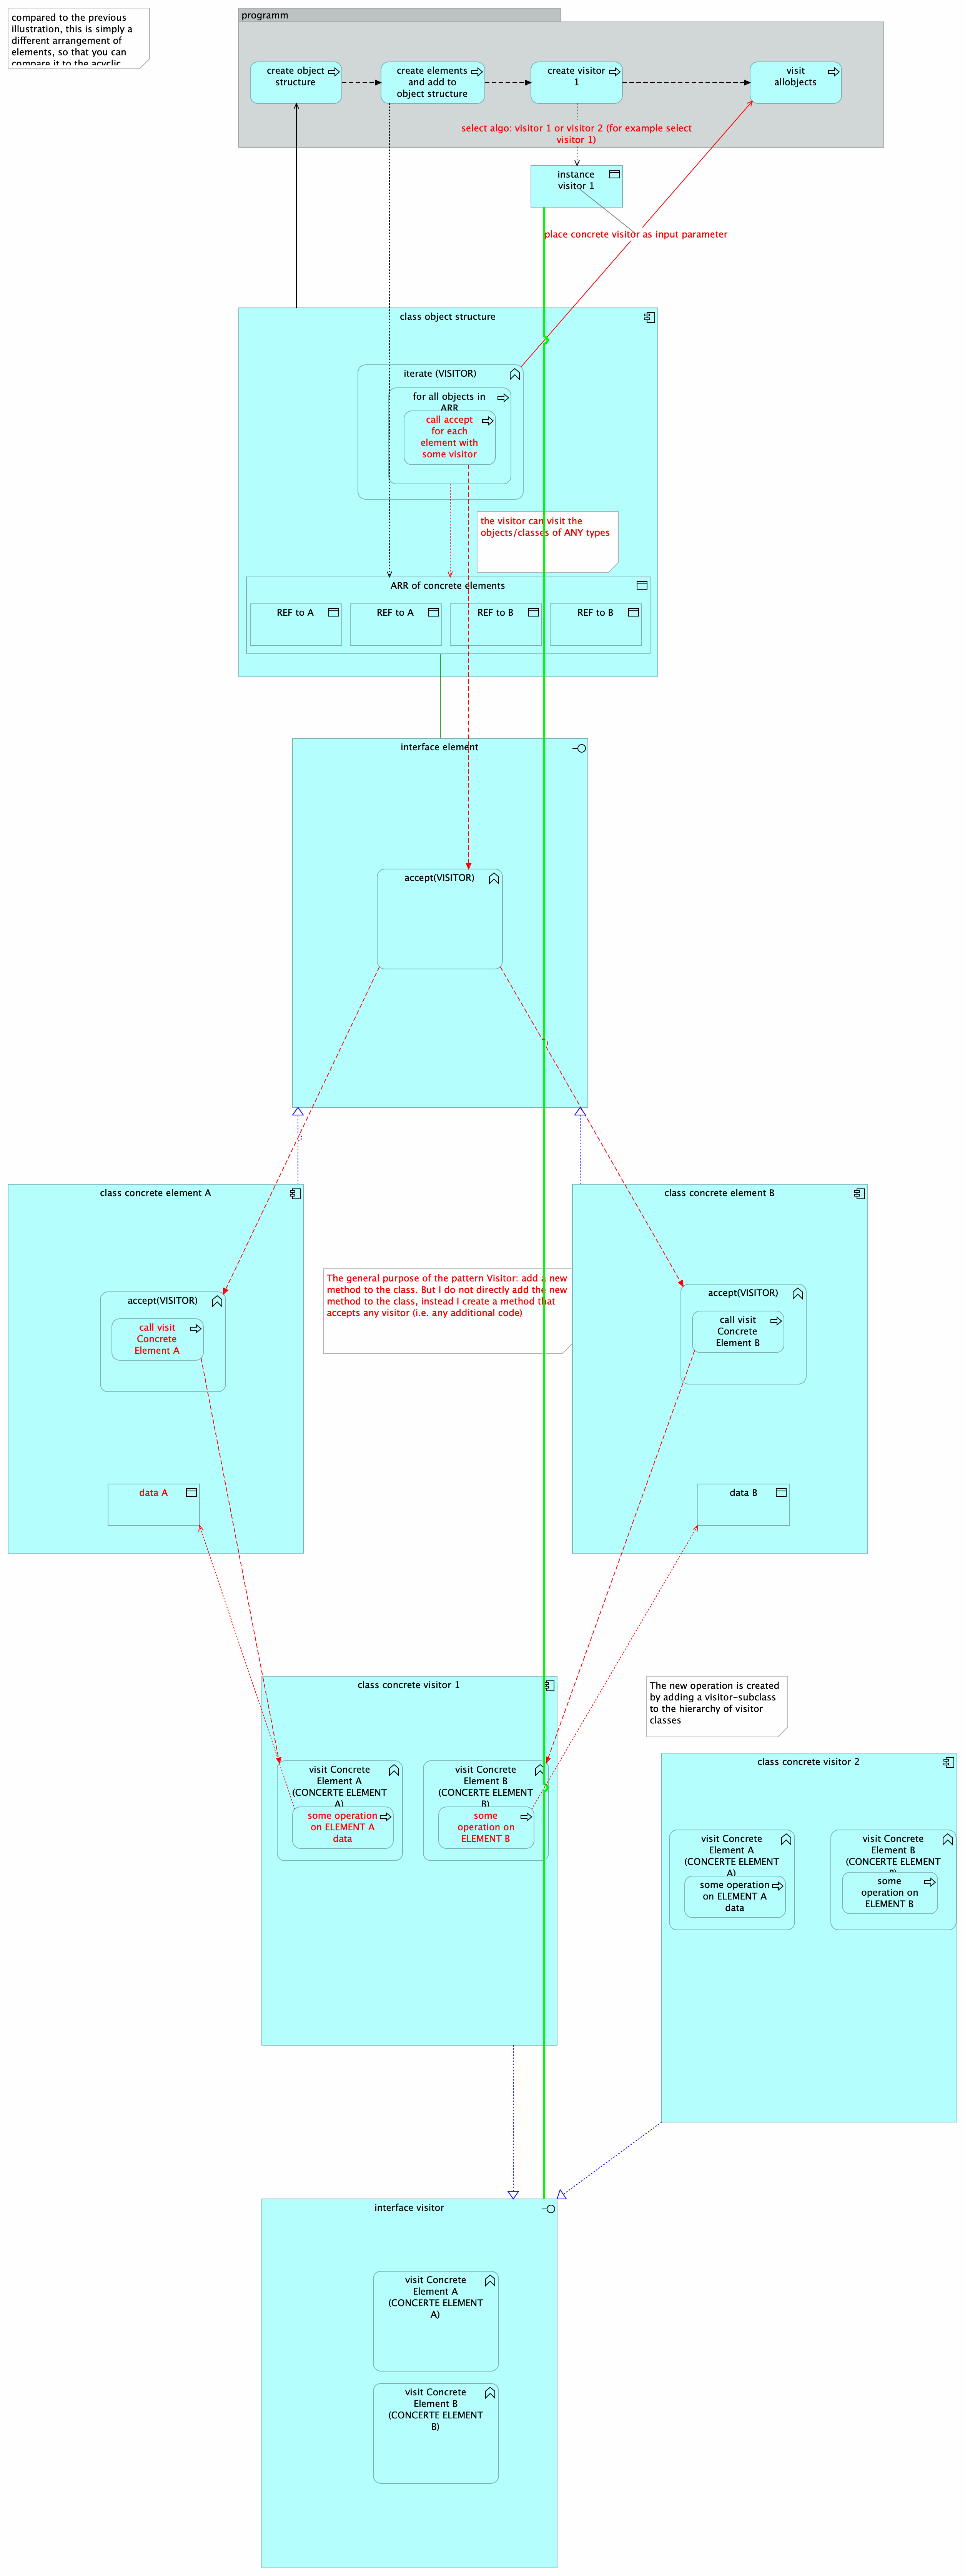 compared to the previous
illustration, this is simply a
different arrangement of
elements, so that you can
compare it to the acyclic
programm
create object
structure
create elements
and add to
object structure
create visitor
1
visit
allobjects
select algo: visitor 1 or visitor 2 (for example select
visitor 1)
instance
visitor 1
place concrete visitor as input parameter
class object structure
iterate (VISITOR)
for all objects in
ARR
call accept
for each
element with
some visitor
the visitor can visit the
objects/classes of ANY types
ARR of concrete elements
REF to A
REF to A
REF to B
REF to B
interface element
accept(VISITOR)
class concrete element A
accept(VISITOR)
call visit
Concrete
Element A
data A
The general purpose of the pattern Visitor: add a new
method to the class. But I do not directly add the new
method to the class, instead I create a method that
accepts any visitor (i.e. any additional code)
class concrete element B
accept(VISITOR)
call visit
Concrete
Element B
data B
class concrete visitor 1
visit Concrete
Element A
(CONCERTE ELEMENT
A)
some operation
on ELEMENT A
data
visit Concrete
Element B
(CONCERTE ELEMENT
B)
some
operation on
ELEMENT B
The new operation is created
by adding a visitor-subclass
to the hierarchy of visitor
classes
class concrete visitor 2
visit Concrete
Element A
(CONCERTE ELEMENT
A)
some operation
on ELEMENT A
data
visit Concrete
Element B
(CONCERTE ELEMENT
B)
some
operation on
ELEMENT B
interface visitor
visit Concrete
Element A
(CONCERTE ELEMENT
A)
visit Concrete
Element B
(CONCERTE ELEMENT
B)